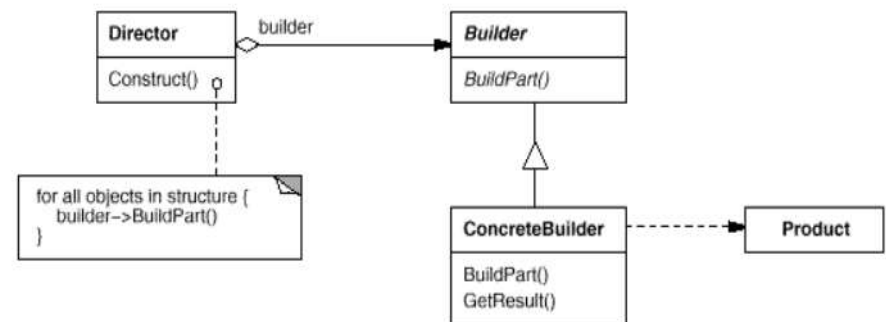 Director
builder
Builder
Construct()
BuildPart()
for all objects in structure {
builder->BuildPart()
}
ConcreteBuilder
Product
BuildPart()
GetResult()